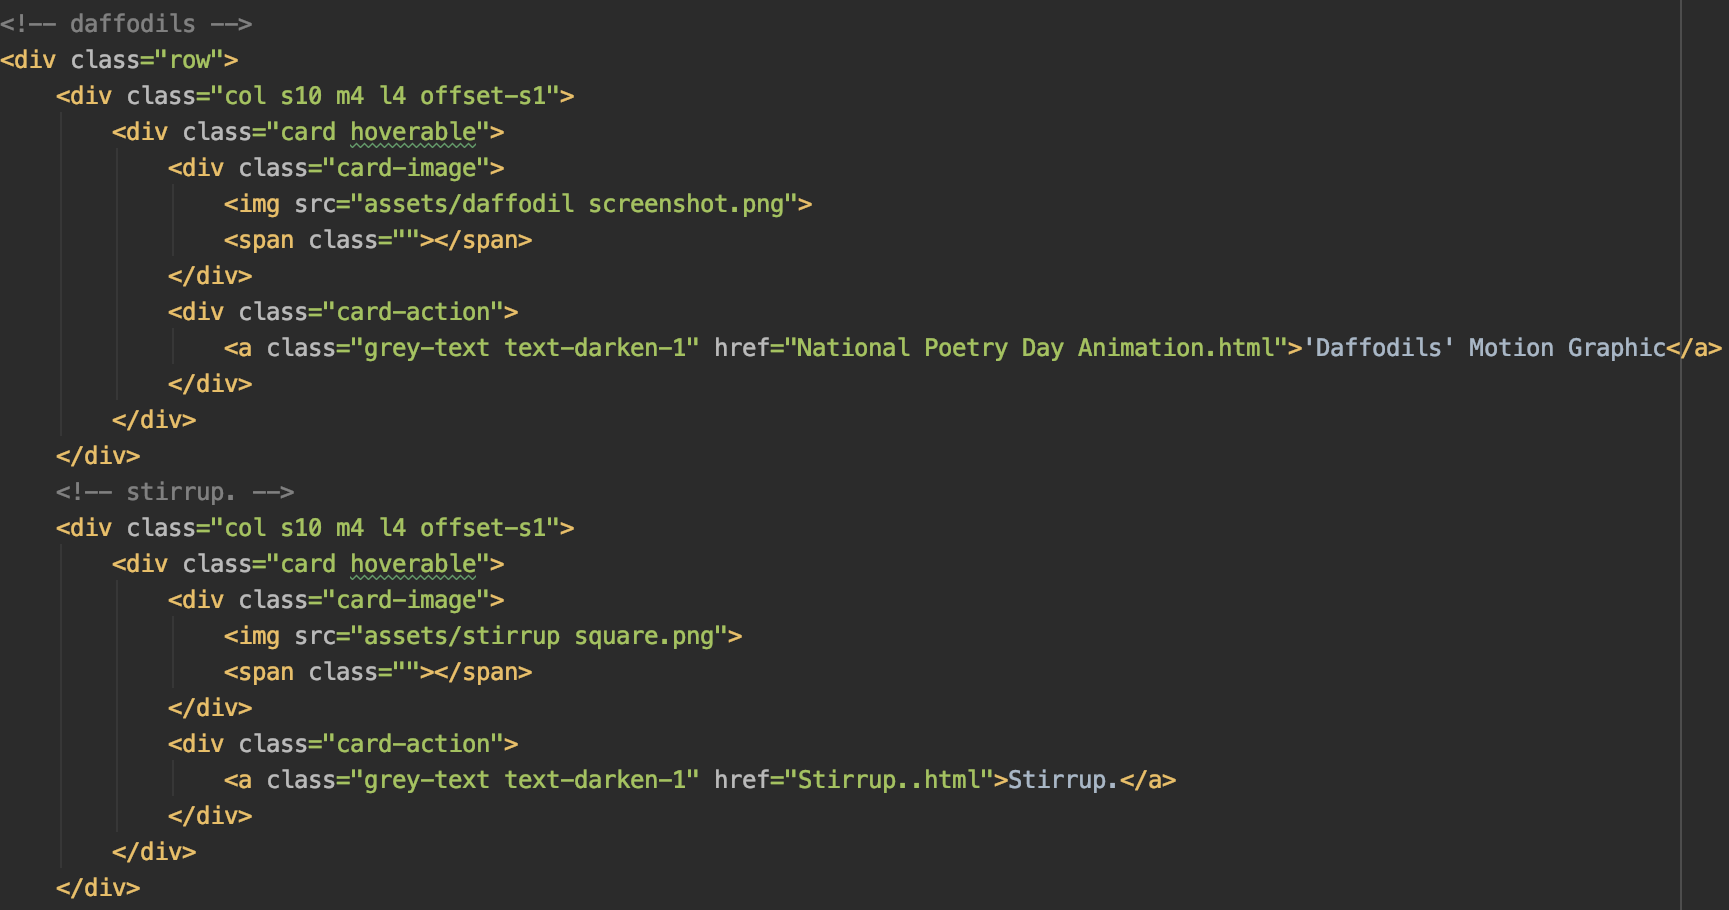 <!-- daffodils -->
<div class="row">
    <div class="col s10 m4 l4 offset-s1">
        <div class="card hoverable">
            <div class="card-image">
                <img src="assets/daffodil screenshot.png">
                <span class=""></span>
            </div>
            <div class="card-action">
                <a class="grey-text text-darken-1" href="National Poetry Day Animation.html">'Daffodils' Motion Graphic</a>
            </div>
        </div>
    </div>
    <!-- stirrup. -->
    <div class="col s10 m4 l4 offset-s1">
        <div class="card hoverable">
            <div class="card-image">
                <img src="assets/stirrup square.png">
                <span class=""></span>
            </div>
            <div class="card-action">
                <a class="grey-text text-darken-1" href="Stirrup..html">Stirrup.</a>
            </div>
        </div>
    </div>